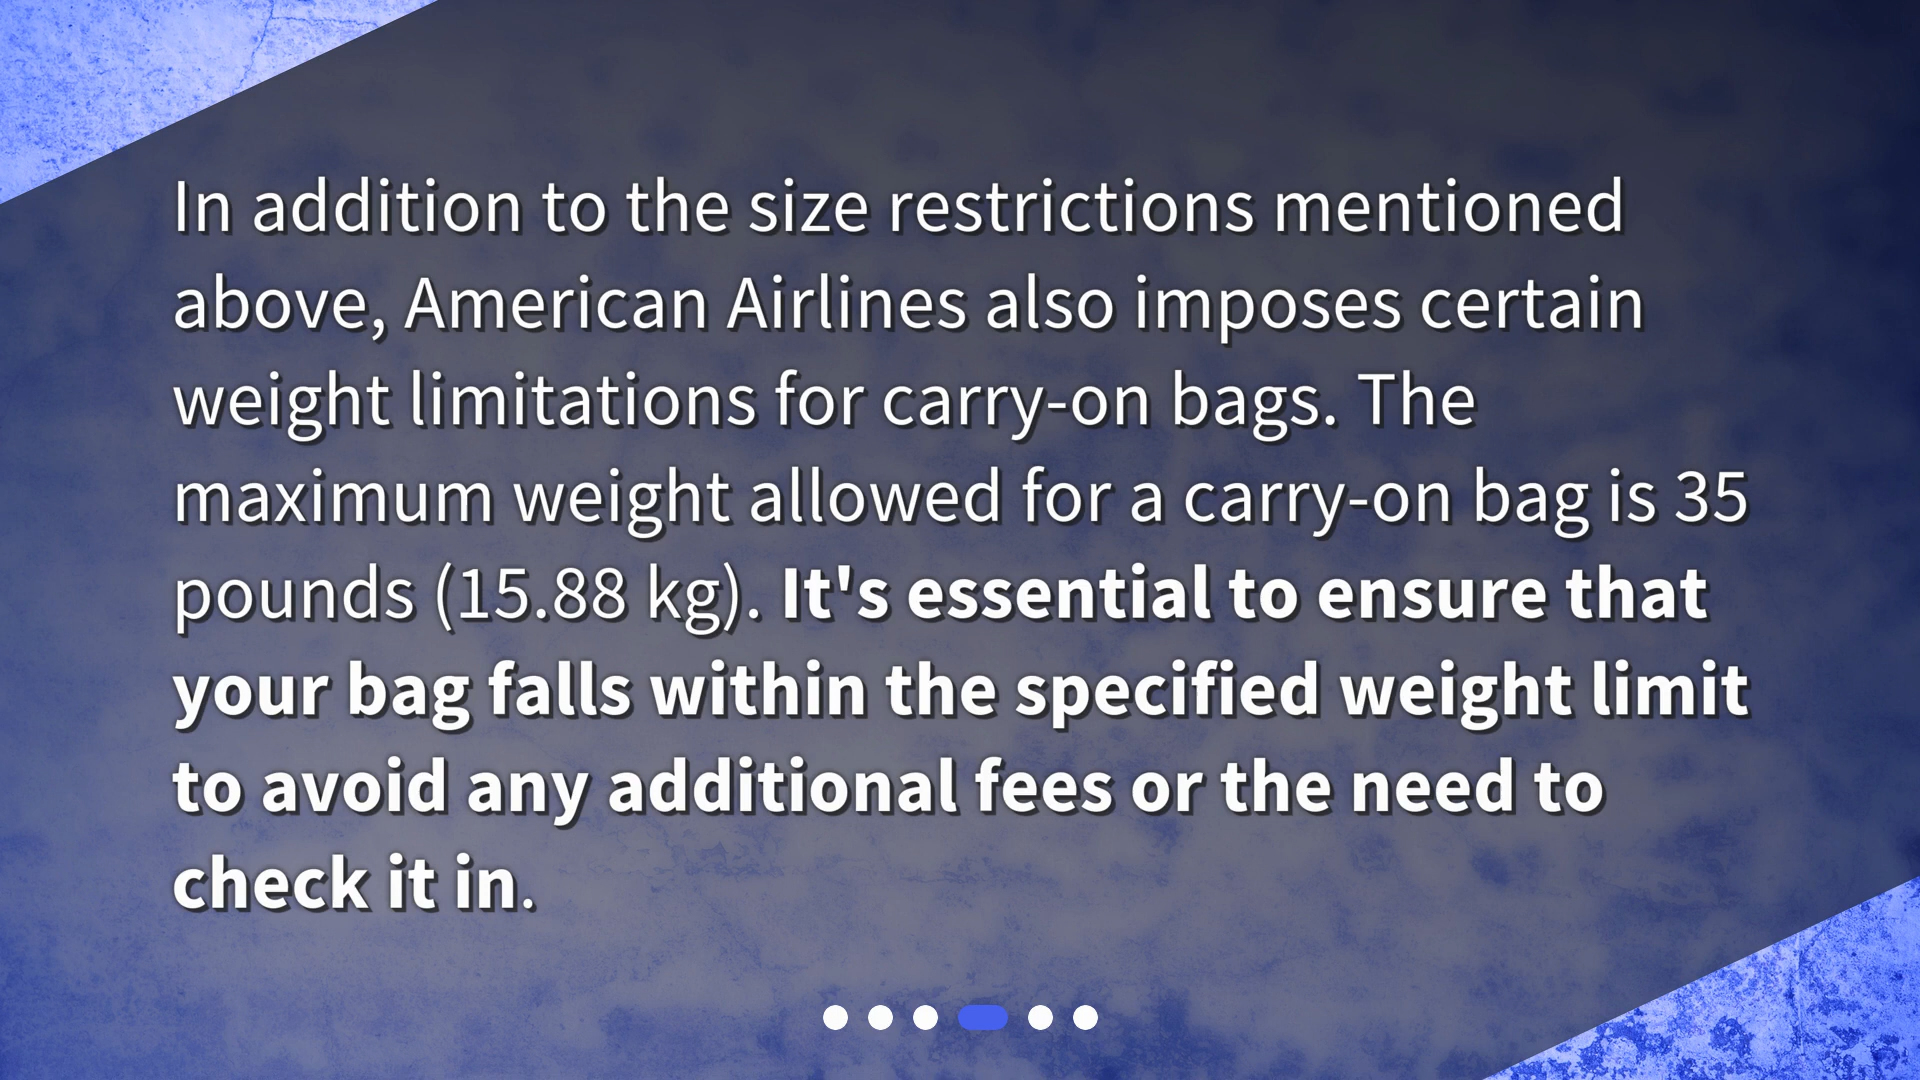 In addition to the size restrictions mentioned
above, American Airlines also imposes certain
weight limitations for carry-on bags. The
maximum weight allowed for a carry-on bag is 35
pounds (15.88 kg). It's essential to ensure that
your bag falls within the specified weight limit
to avoid any additional fees or the need to
check it in.